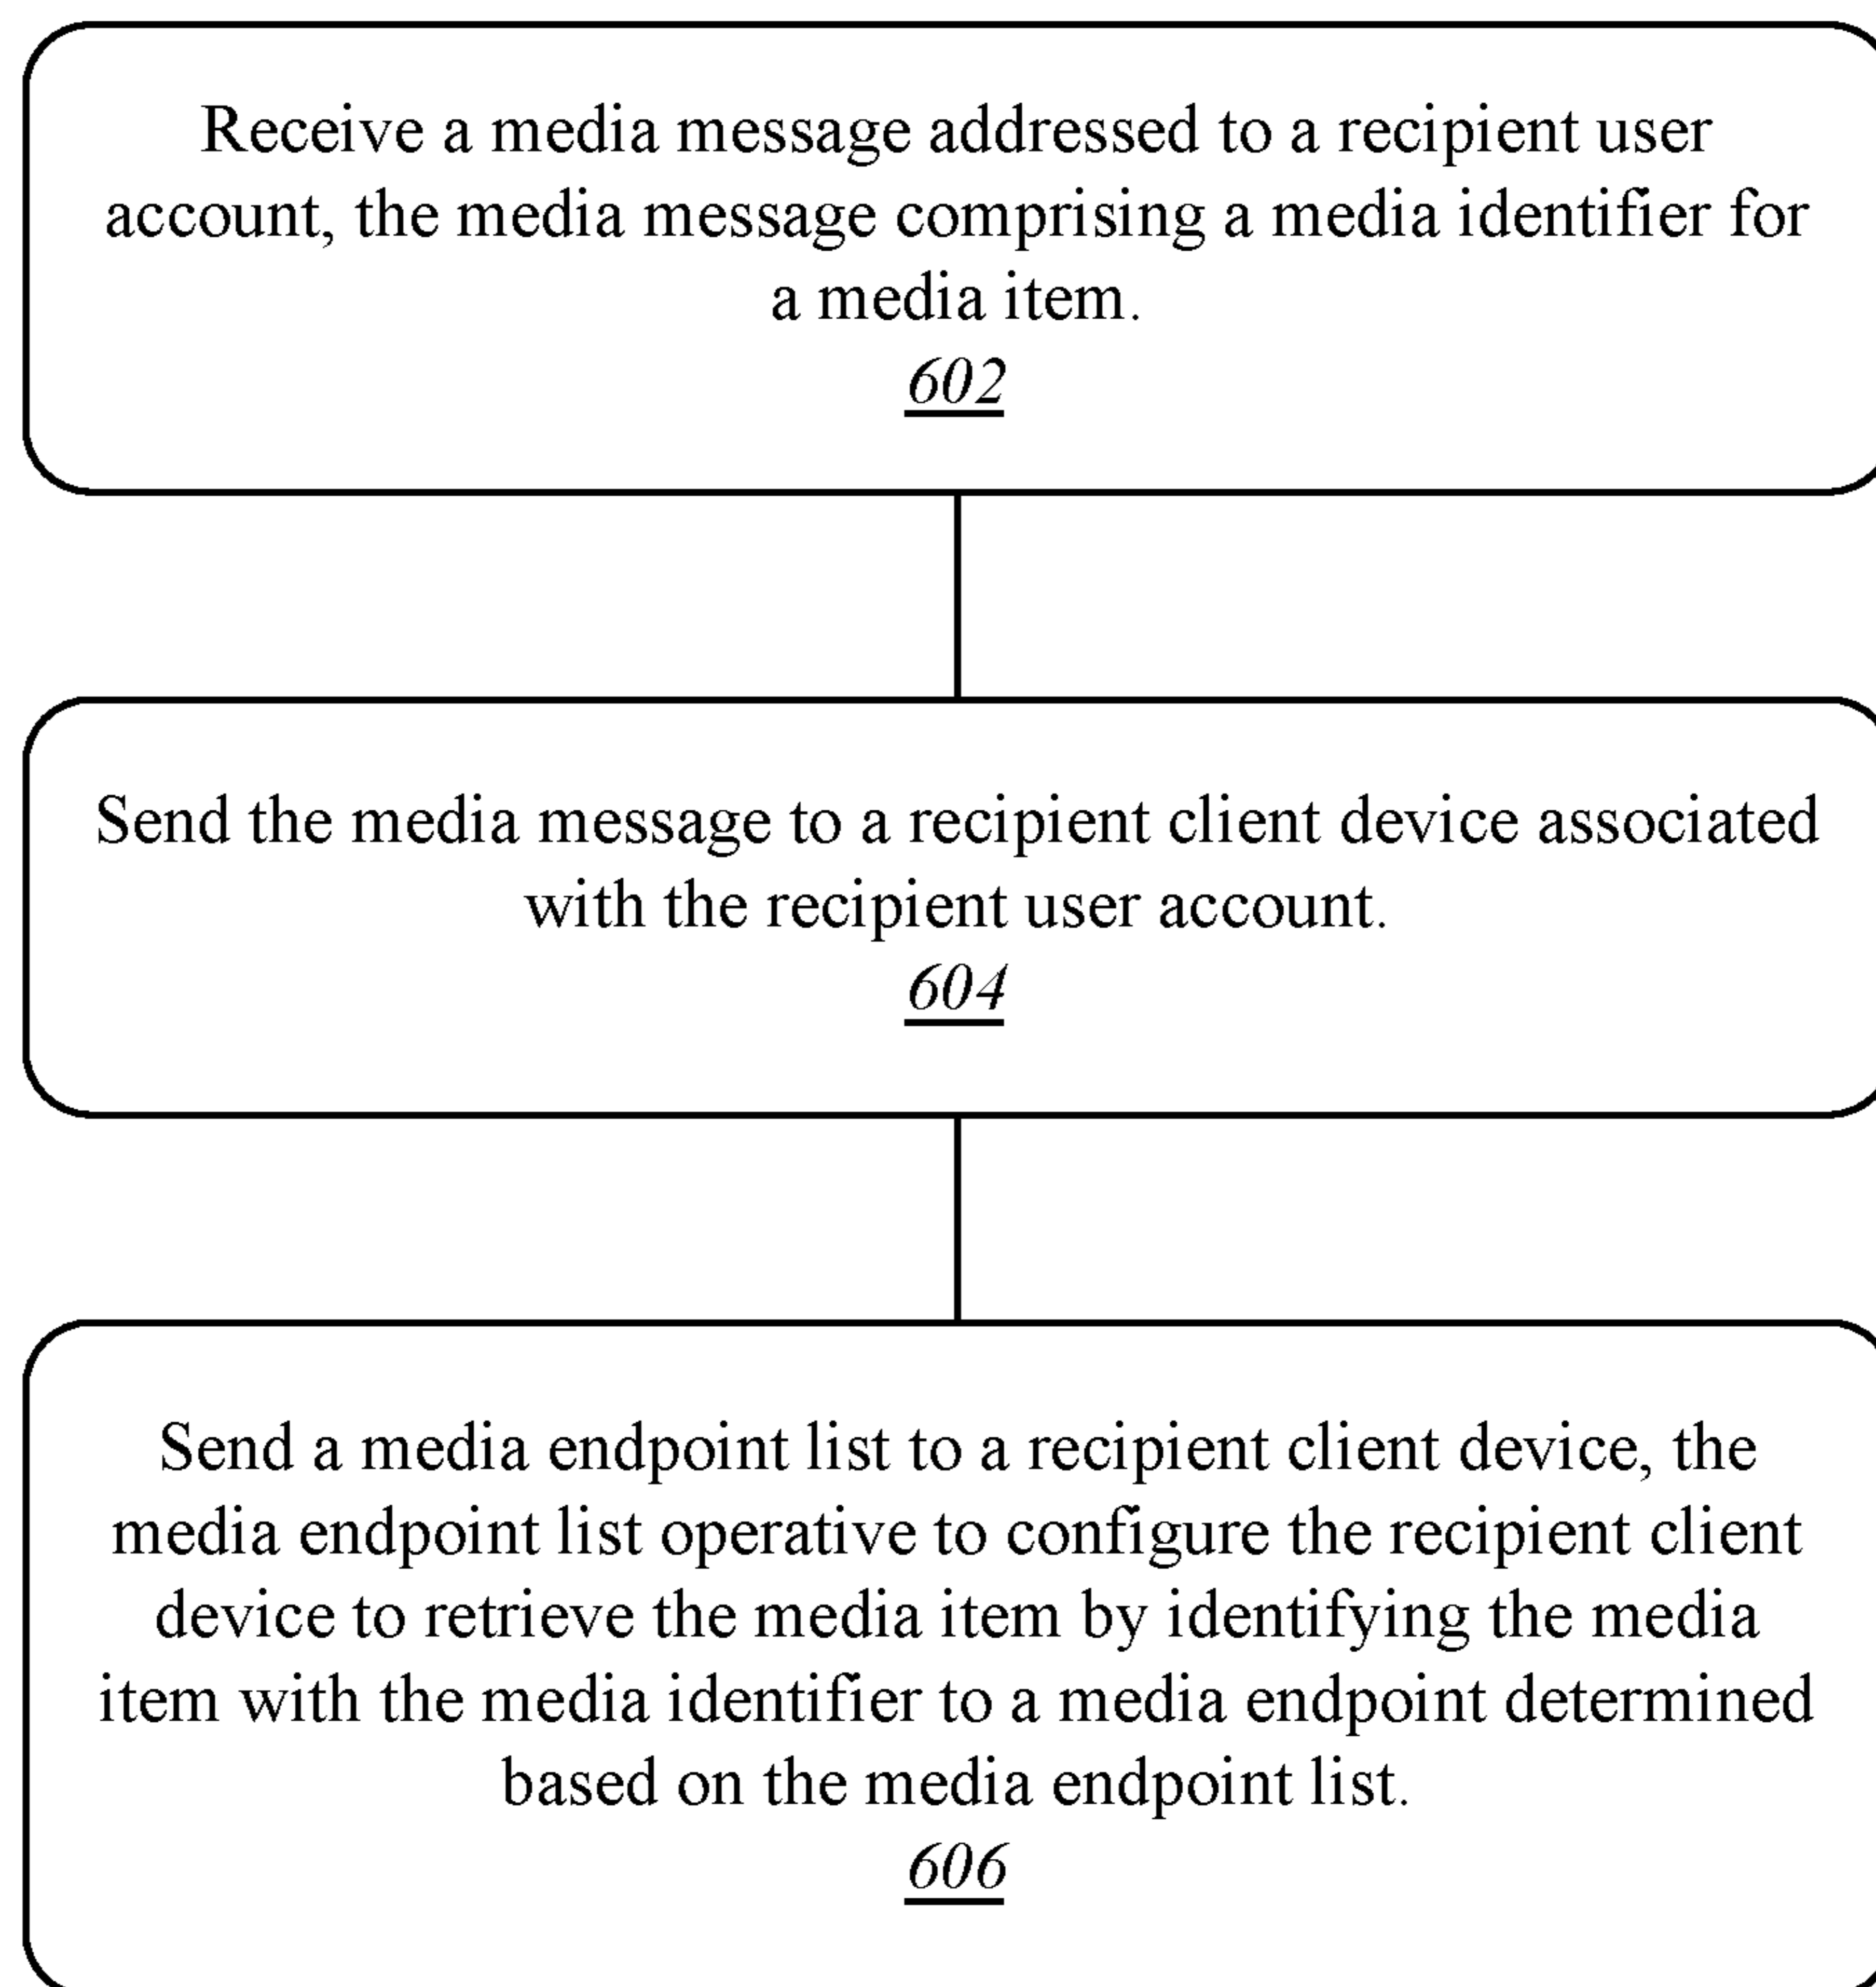 Receive a media message addressed to a recipient user
account, the media message comprising a media identifier for
a media item.
602
Send the media message to a recipient client device associated
with the recipient user account.
604
Send a media endpoint list to a recipient client device, the
media endpoint list operative to configure the recipient client
device to retrieve the media item by identifying the media
item with the media identifier to a media endpoint determined
based on the media endpoint list.
606